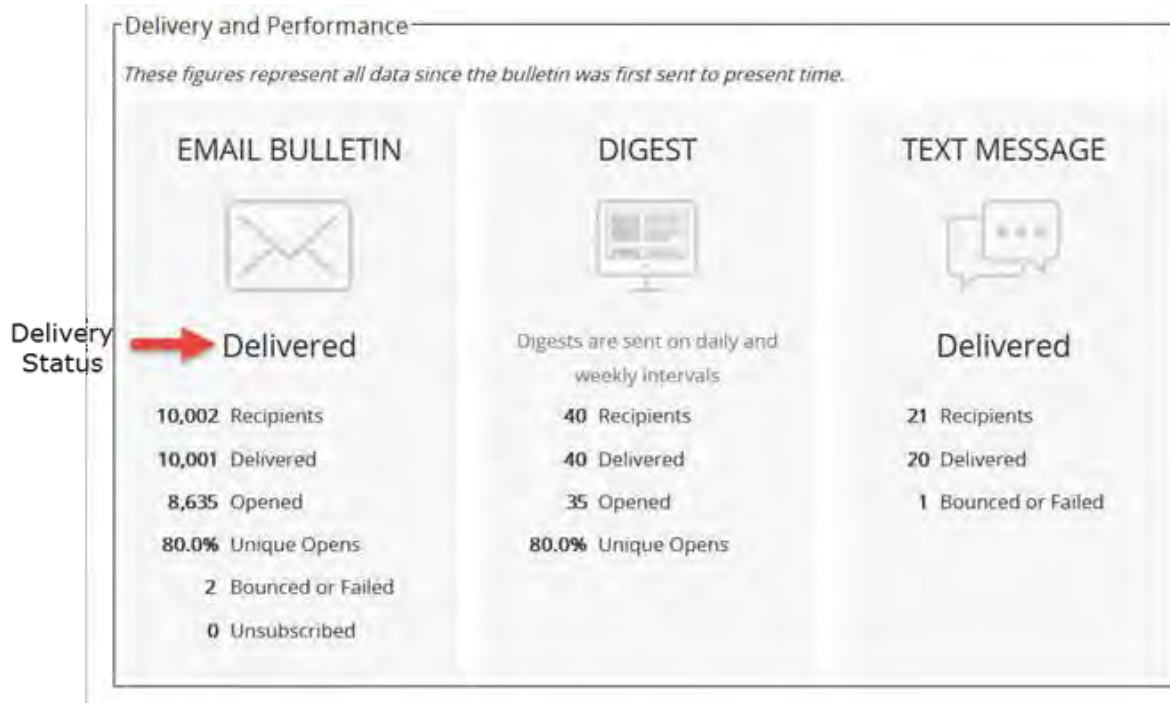 Delivery and Performance
These figures represent all data since the bulletin was first sent to present time.
EMAIL BULLETIN
Delivery
Status
Delivered
10,002 Recipients
10,001 Delivered
8,635 Opened
80.0% Unique Opens
2 Bounced or Failed
0 Unsubscribed
DIGEST
Digests are sent on daily and
weekly intervals
40 Recipients
40 Delivered
35 Opened
80.0% Unique Opens
TEXT MESSAGE
Delivered
21 Recipients
20 Delivered
1 Bounced or Failed